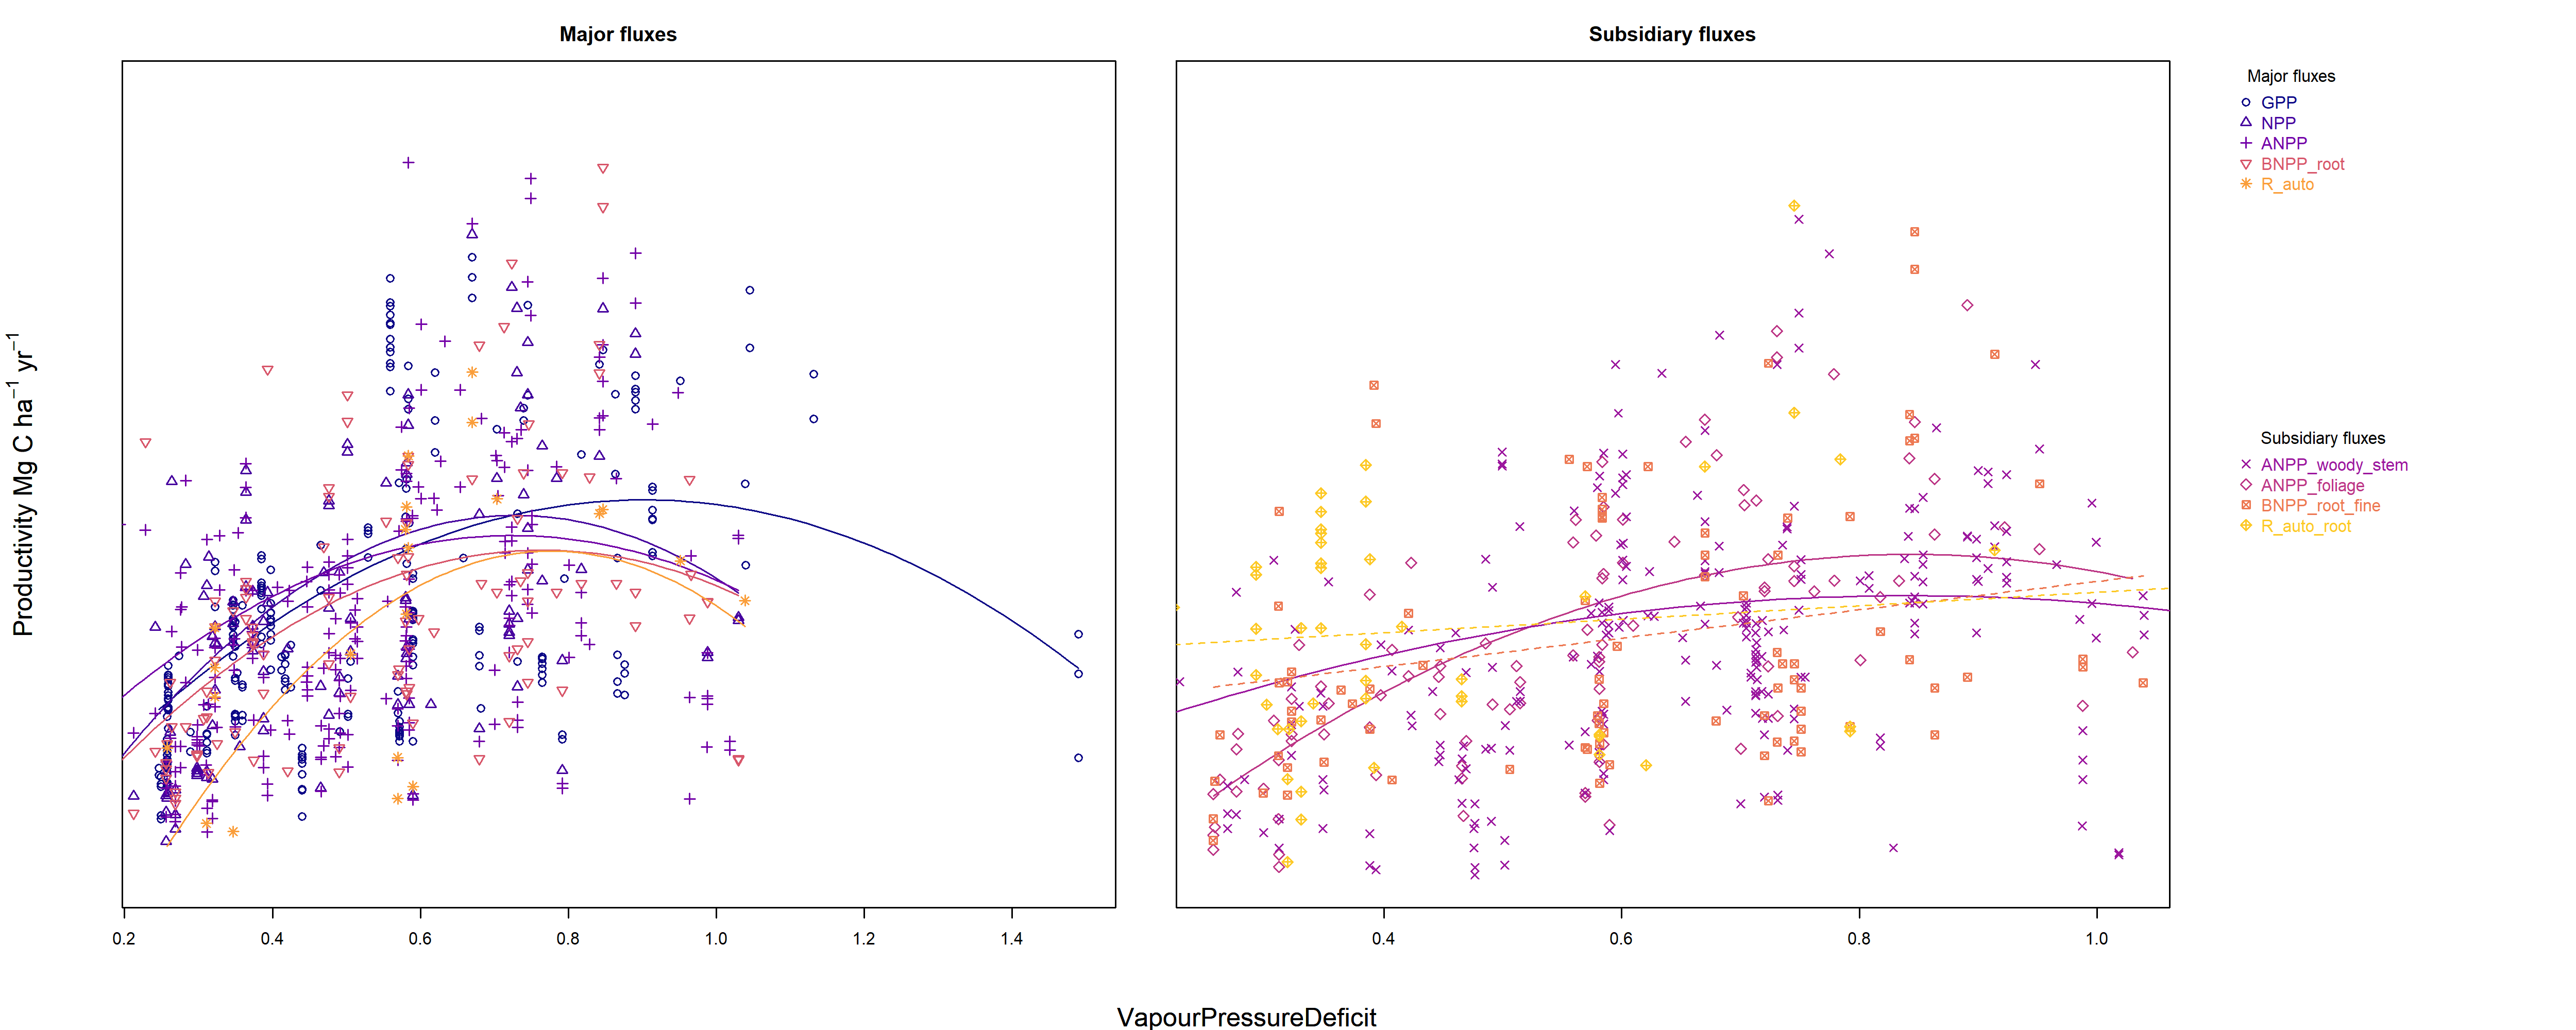 Major fluxes
Subsidiary fluxes
Major fluxes
GPP
NPP
ANPP
BNPP_root
R_auto
Productivity Mg C ha⁻¹ yr⁻¹
Subsidiary fluxes
ANPP_woody_stem
ANPP_foliage
BNPP_root_fine
R_auto_root
0.2 0.4 0.6 0.8 1.0 1.2 1.4
0.4 0.6 0.8 1.0
VapourPressureDeficit